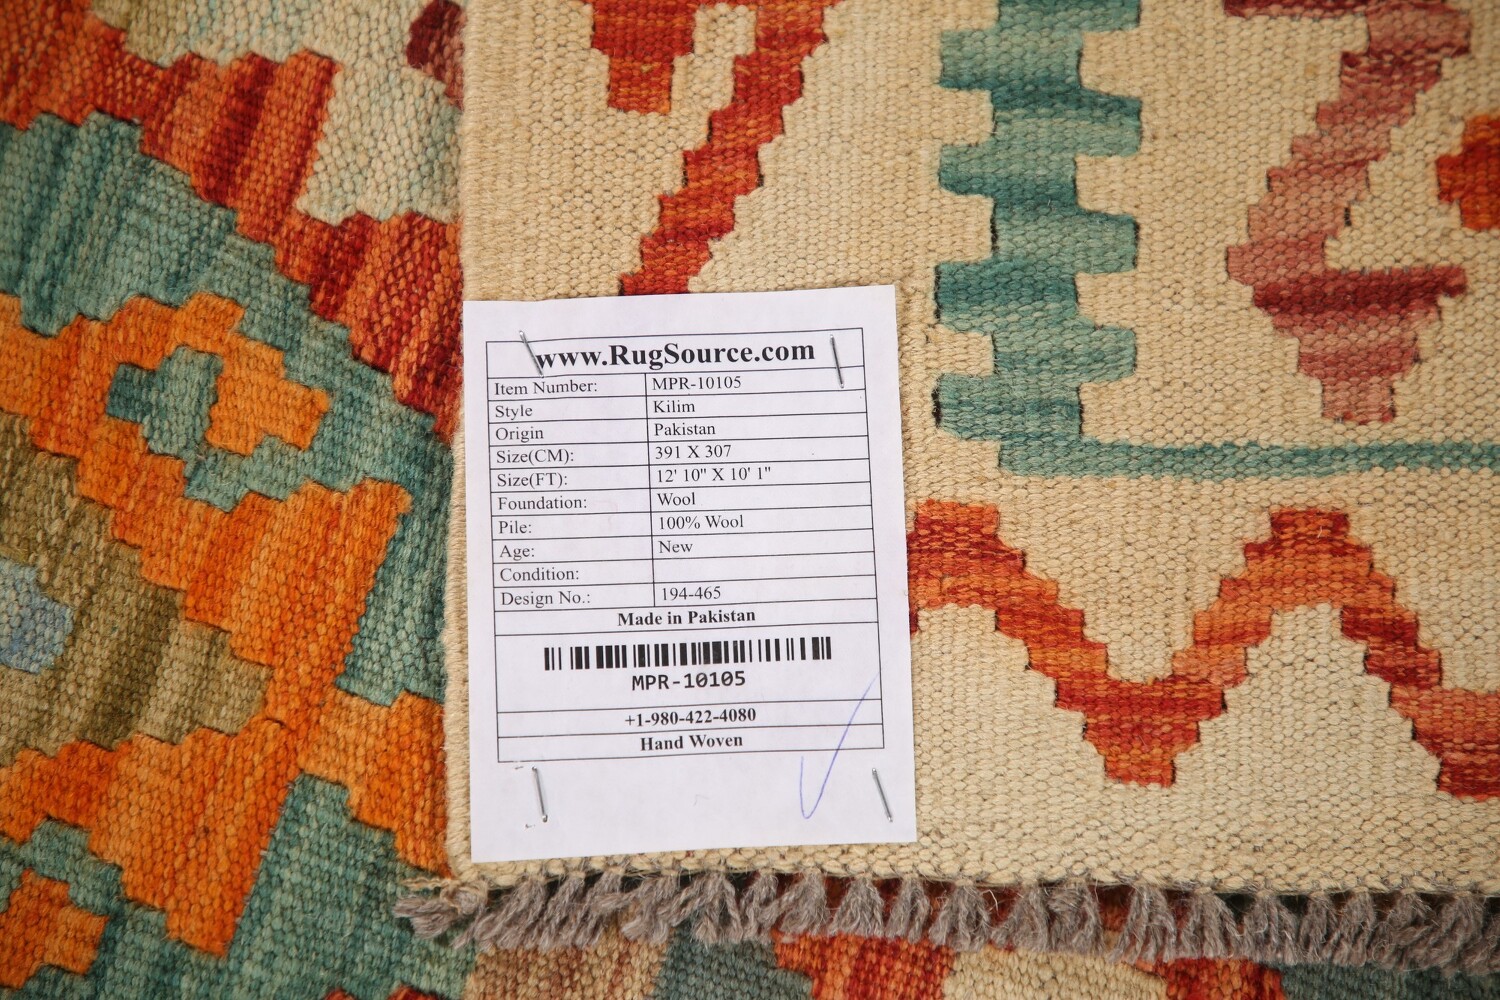 www.RugSource.com
Item Number: MPR-10105
Style Kilim
Origin Pakistan
Size(CM): 391 X 307
Size(FT): 12' 10" X 10' 1"
Foundation: Wool
Pile: 100% Wool
Age: New
Condition:
Design No.: 194-465
Made in Pakistan
MPR-10105
+1-980-422-4080
Hand Woven